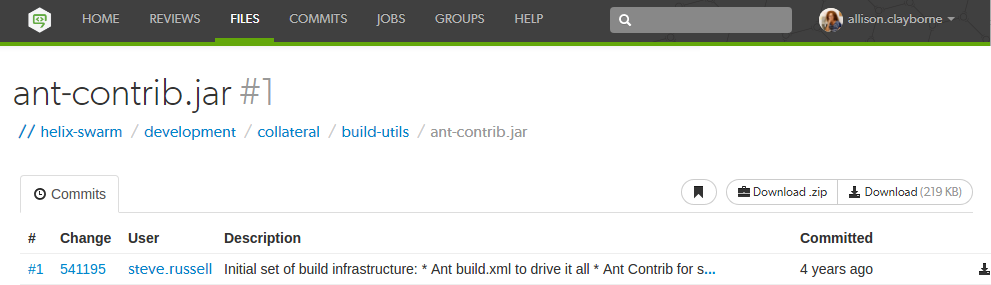 HOME REVIEWS FILES COMMITS JOBS GROUPS HELP allison.clayborne
ant-contrib.jar #1
// helix-swarm / development / collateral / build-utils / ant-contrib.jar
Commits Download .zip Download (219 KB)
# Change User Description Committed
#1 541195 steve.russell Initial set of build infrastructure: * Ant build.xml to drive it all * Ant Contrib for s... 4 years ago